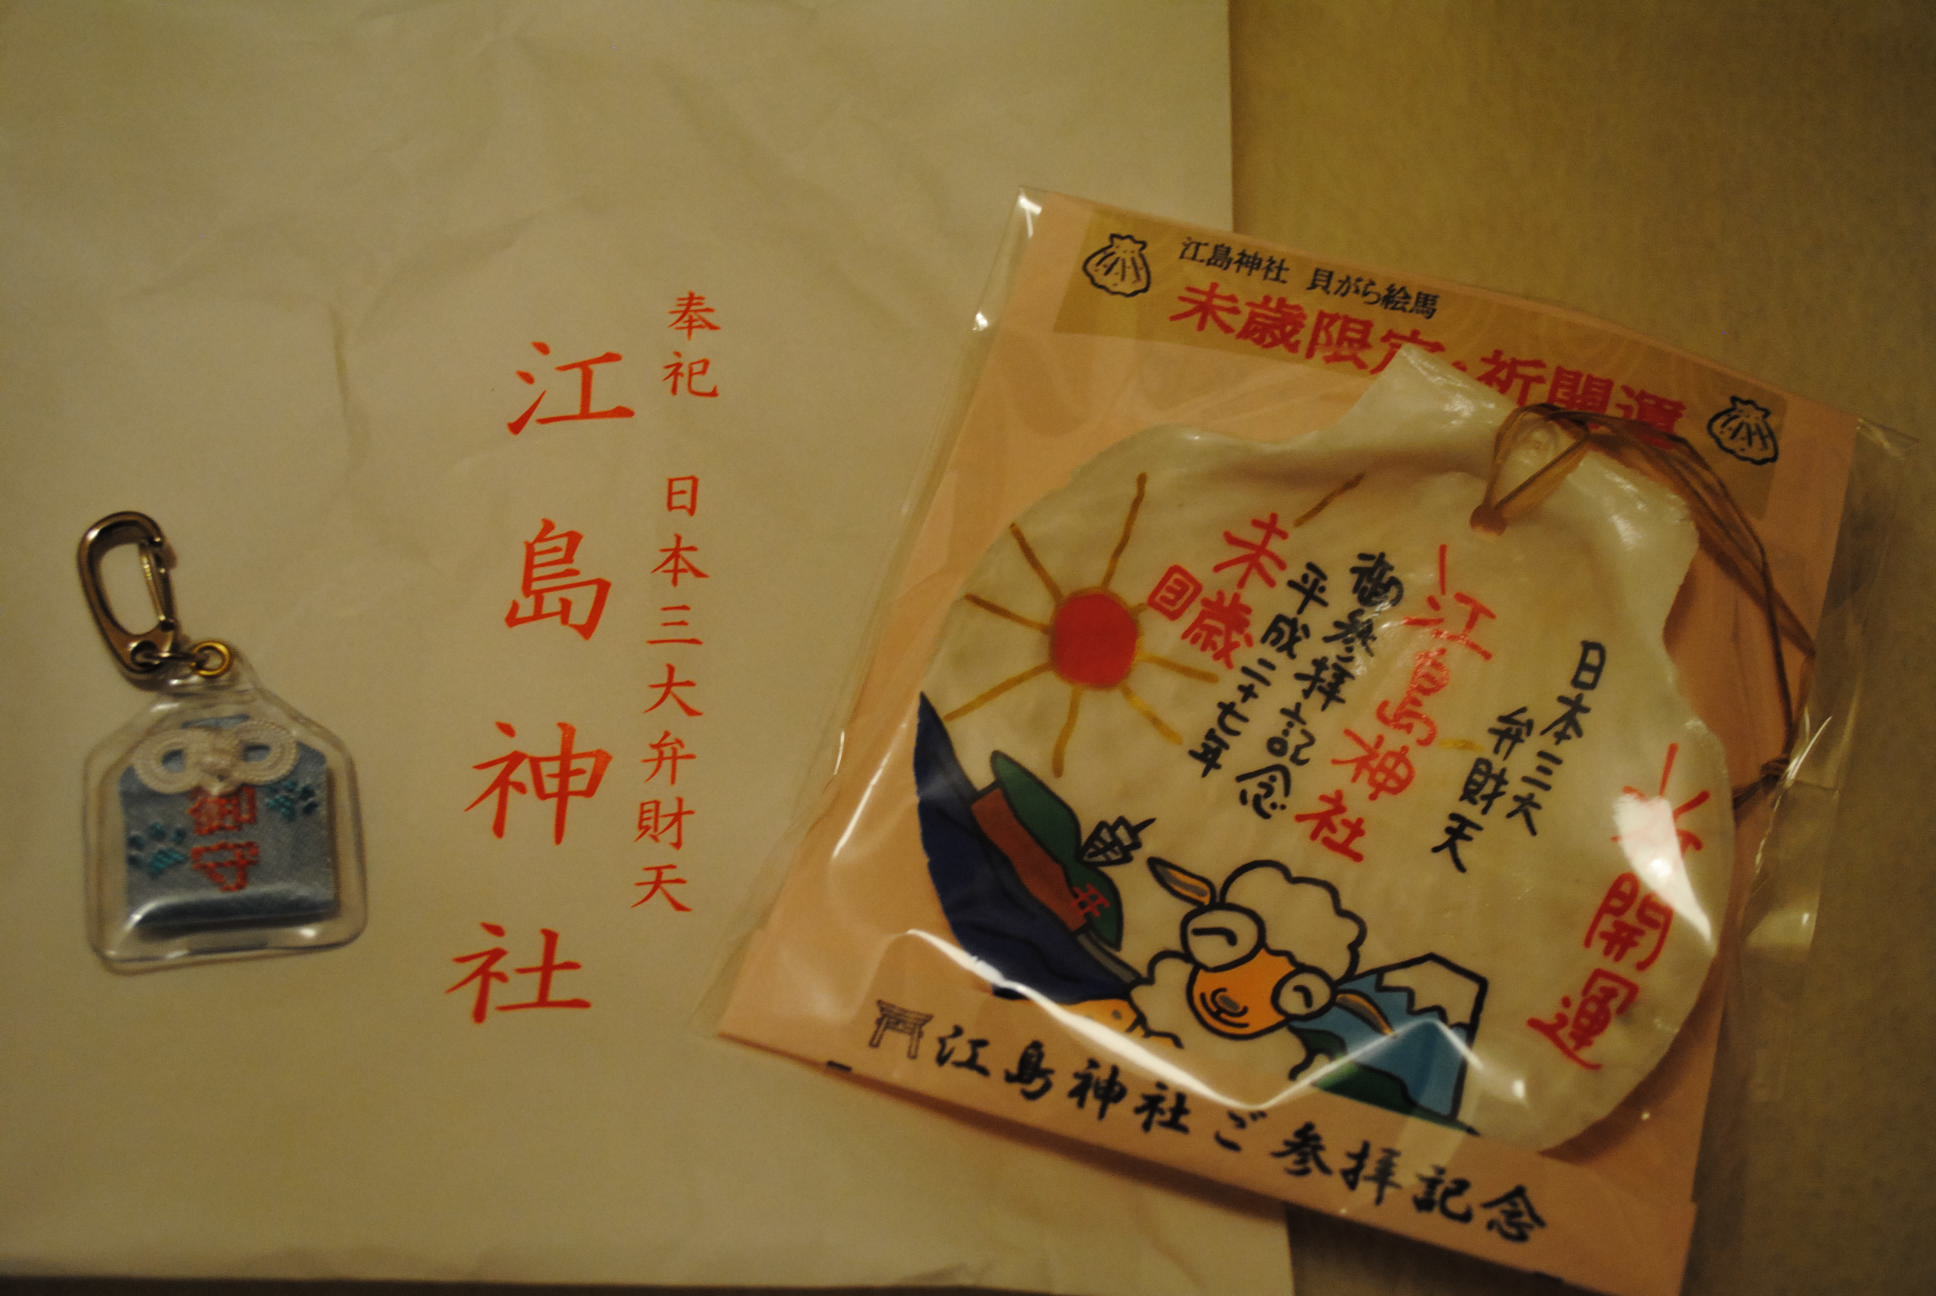 奉祀 日本三大弁財天
江島神社
御守
江島神社 貝がら絵馬
未歳限定・祈開運
日本三大
弁財天
江島神社
御参拝記念
平成二十七年
未歳
祈開運
江島神社ご参拝記念